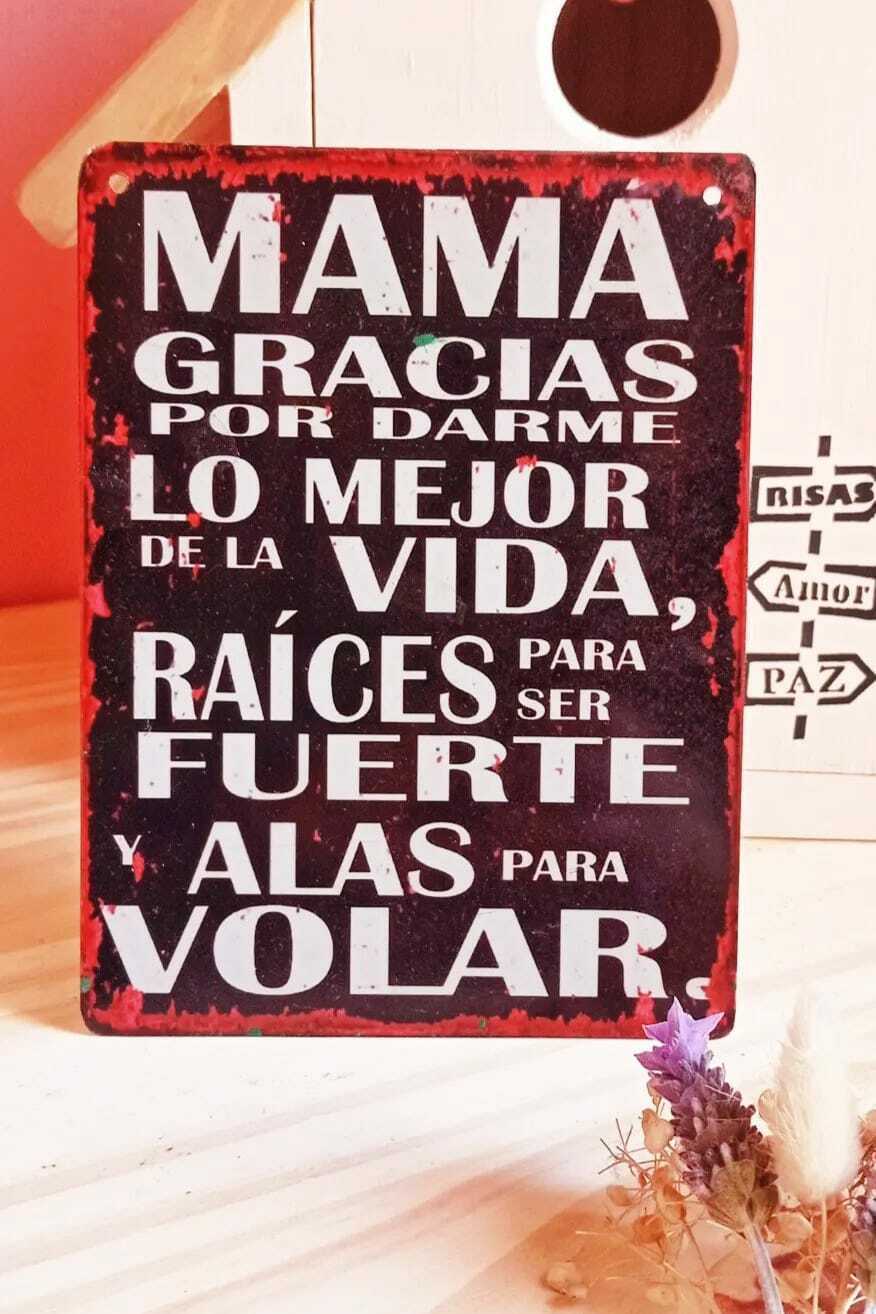 MAMÁ
GRACIAS
POR DARME
LO MEJOR
DE LA VIDA,
RAÍCES PARA SER
FUERTE
Y ALAS PARA
VOLAR.
RISAS
Amor
PAZ